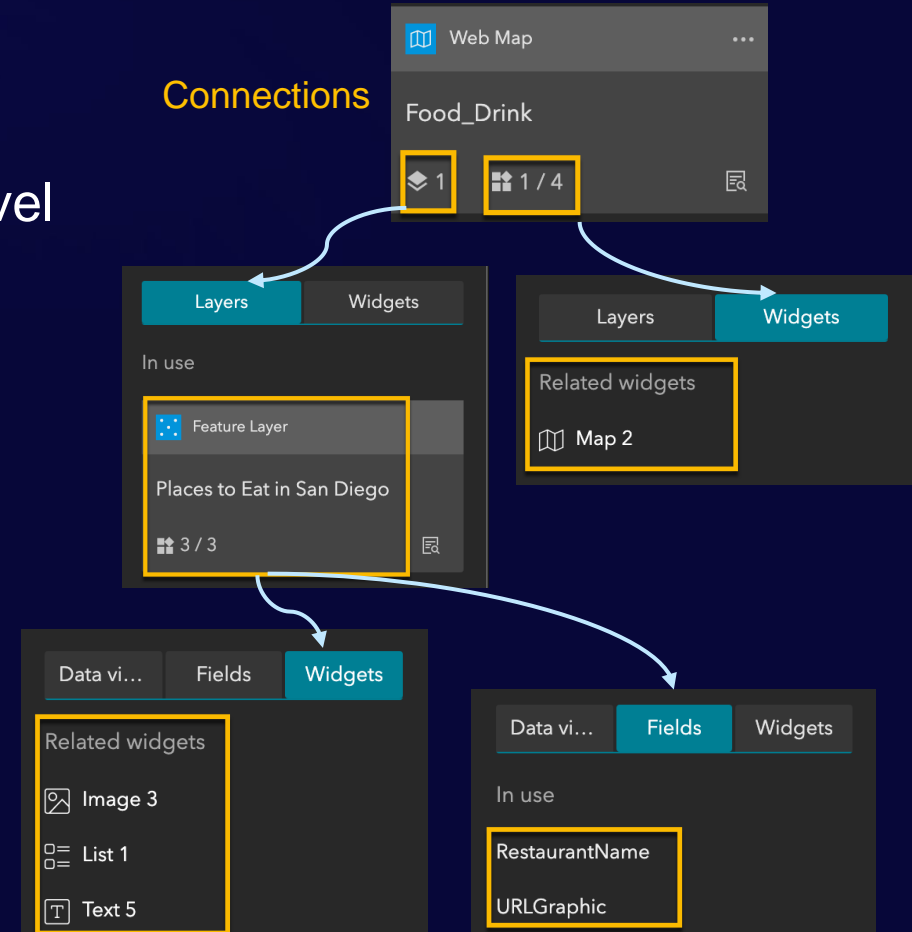 Web Map
Connections
Food_Drink
1
1 / 4
Layers
Widgets
In use
Feature Layer
Places to Eat in San Diego
3 / 3
Layers
Widgets
Related widgets
Map 2
Data vi...
Fields
Widgets
Related widgets
Image 3
List 1
T Text 5
Data vi...
Fields
Widgets
In use
RestaurantName
URLGraphic